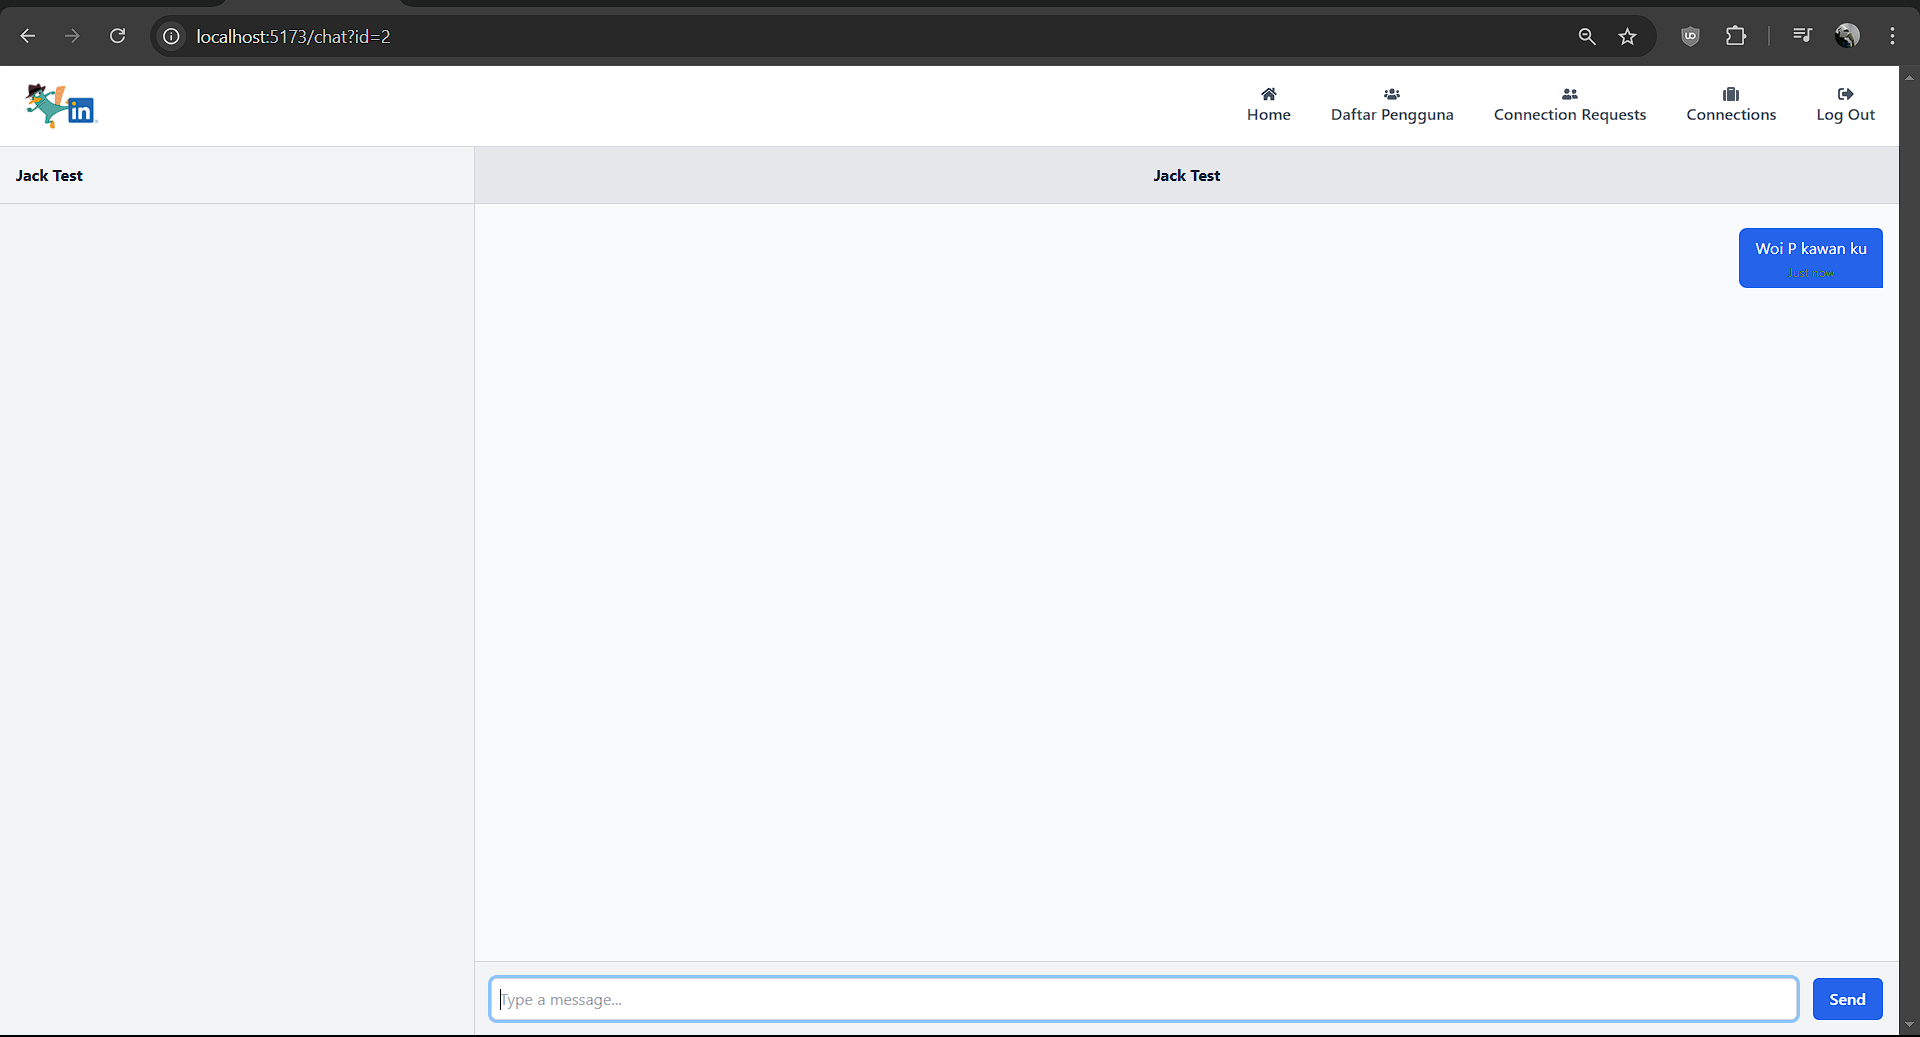 localhost:5173/chat?id=2
in
Home
Daftar Pengguna
Connection Requests
Connections
Log Out
Jack Test
Jack Test
Woi P kawan ku
Just now
Type a message...
Send